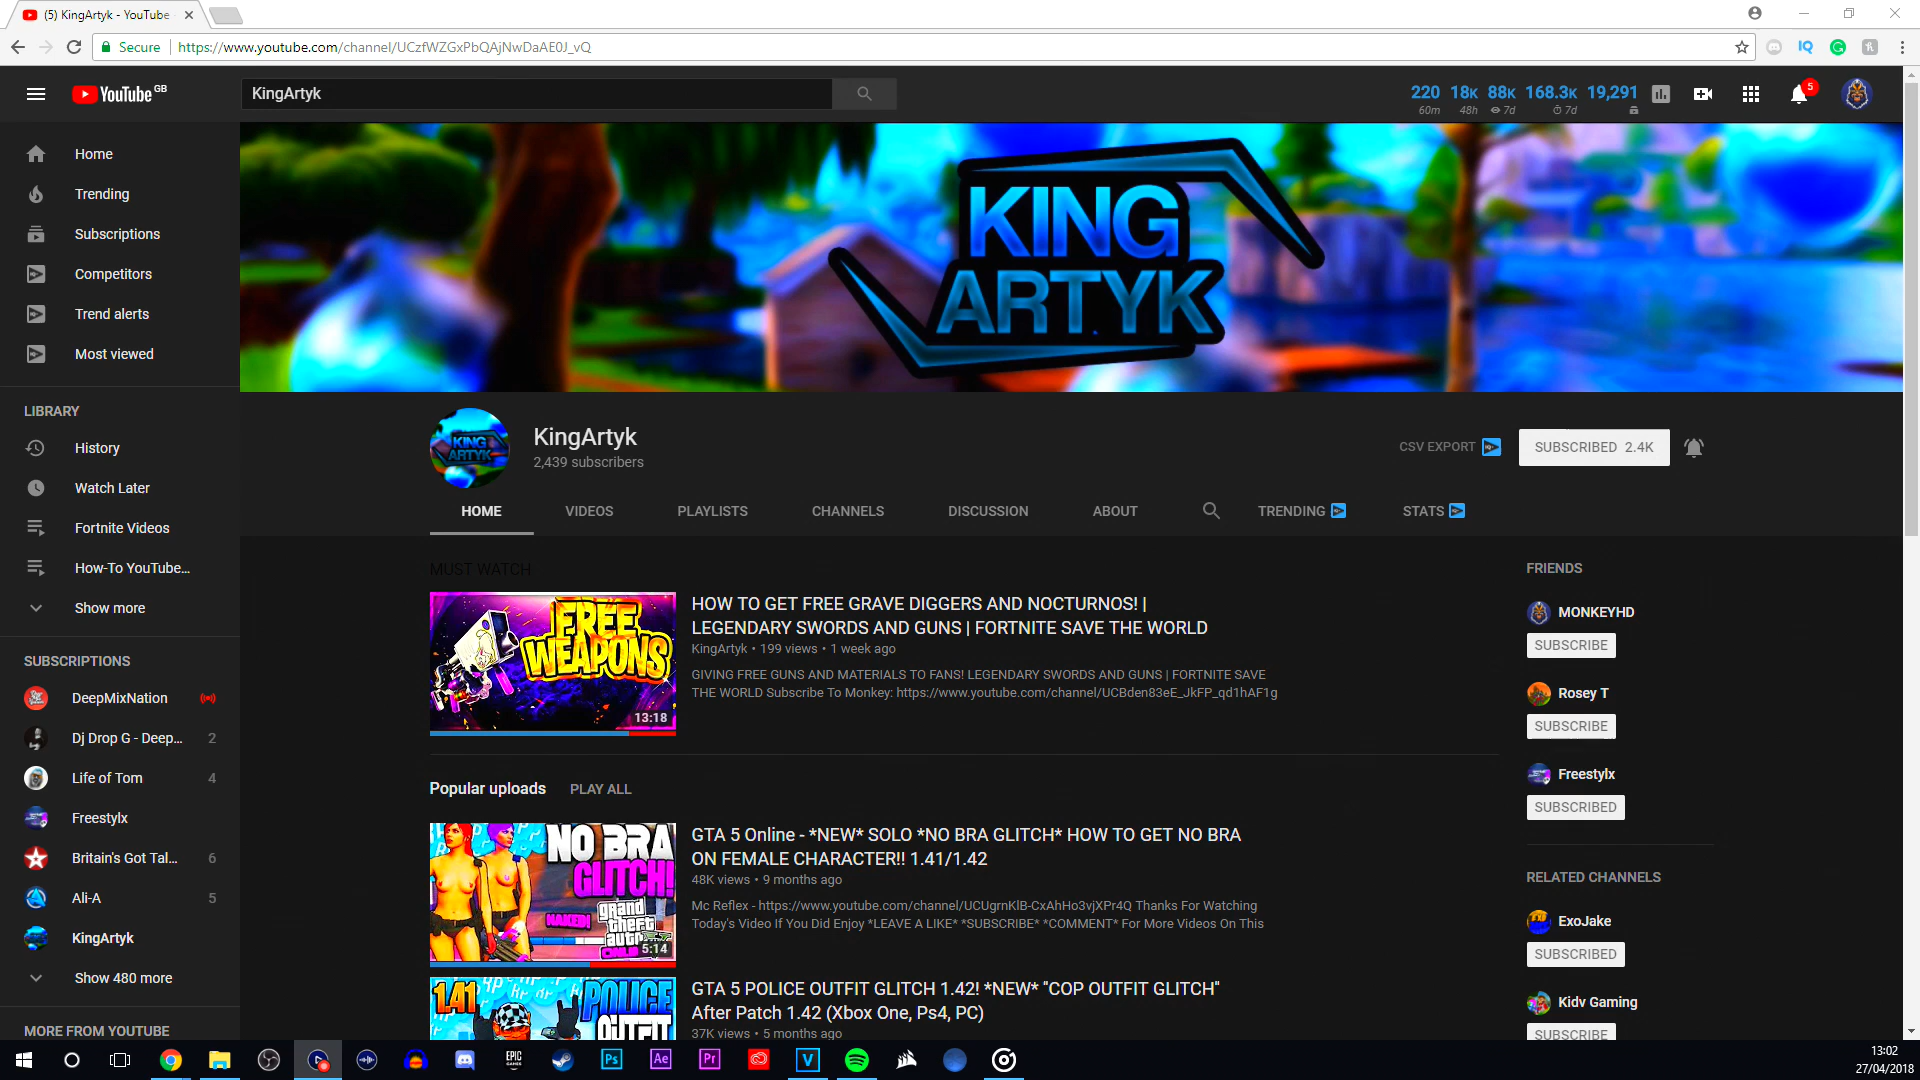 (5) KingArtyk - YouTube
Secure
https://www.youtube.com/channel/UCzfWZGxPbQAjNwDaAE0J_vQ
YouTube GB
KingArtyk
220 18K 88K 168.3K 19,291
60m 48h 7d 7d
5
Home
Trending
Subscriptions
Competitors
Trend alerts
Most viewed
LIBRARY
History
Watch Later
Fortnite Videos
How-To YouTube...
Show more
SUBSCRIPTIONS
DeepMixNation
Dj Drop G - Deep... 2
Life of Tom 4
Freestylx
Britain's Got Tal... 6
Ali-A 5
KingArtyk
Show 480 more
MORE FROM YOUTUBE
KING
ARTYK
KING
ARTYK
KingArtyk
2,439 subscribers
CSV EXPORT
SUBSCRIBED 2.4K
HOME VIDEOS PLAYLISTS CHANNELS DISCUSSION ABOUT TRENDING STATS
MUST WATCH
FREE
WEAPONS
13:18
HOW TO GET FREE GRAVE DIGGERS AND NOCTURNOS! |
LEGENDARY SWORDS AND GUNS | FORTNITE SAVE THE WORLD
KingArtyk • 199 views • 1 week ago
GIVING FREE GUNS AND MATERIALS TO FANS! LEGENDARY SWORDS AND GUNS | FORTNITE SAVE
THE WORLD Subscribe To Monkey: https://www.youtube.com/channel/UCBden83eE_JkFP_qd1hAF1g
Popular uploads PLAY ALL
NO BRA
GLITCH!
NAKED!
grand
theft
auto
5:14
GTA 5 Online - *NEW* SOLO *NO BRA GLITCH* HOW TO GET NO BRA
ON FEMALE CHARACTER!! 1.41/1.42
48K views • 9 months ago
Mc Reflex - https://www.youtube.com/channel/UCUgrnKlB-CxAhHo3vjXPr4Q Thanks For Watching
Today's Video If You Did Enjoy *LEAVE A LIKE* *SUBSCRIBE* *COMMENT* For More Videos On This
1.41
POLICE
OUTFIT
GTA 5 POLICE OUTFIT GLITCH 1.42! *NEW* "COP OUTFIT GLITCH"
After Patch 1.42 (Xbox One, Ps4, PC)
37K views • 5 months ago
FRIENDS
MONKEYHD
SUBSCRIBE
Rosey T
SUBSCRIBE
Freestylx
SUBSCRIBED
RELATED CHANNELS
ExoJake
SUBSCRIBED
Kidv Gaming
SUBSCRIBE
EPIC
GAMES
Ps
Ae
Pr
V
13:02
27/04/2018